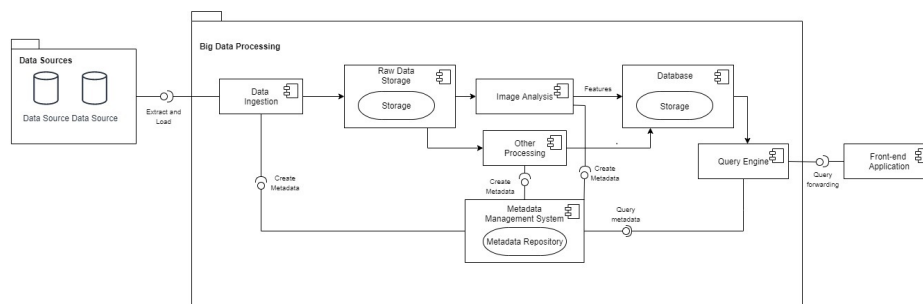 Big Data Processing
Data Sources
Data Source Data Source
Extract and
Load
Data
Ingestion
Raw Data
Storage
Storage
Image Analysis
Features
Database
Storage
Other
Processing
Query Engine
Query
forwarding
Front-end
Application
Create
Metadata
Create
Metadata
Create
Metadata
Metadata
Management System
Metadata Repository
Query
metadata